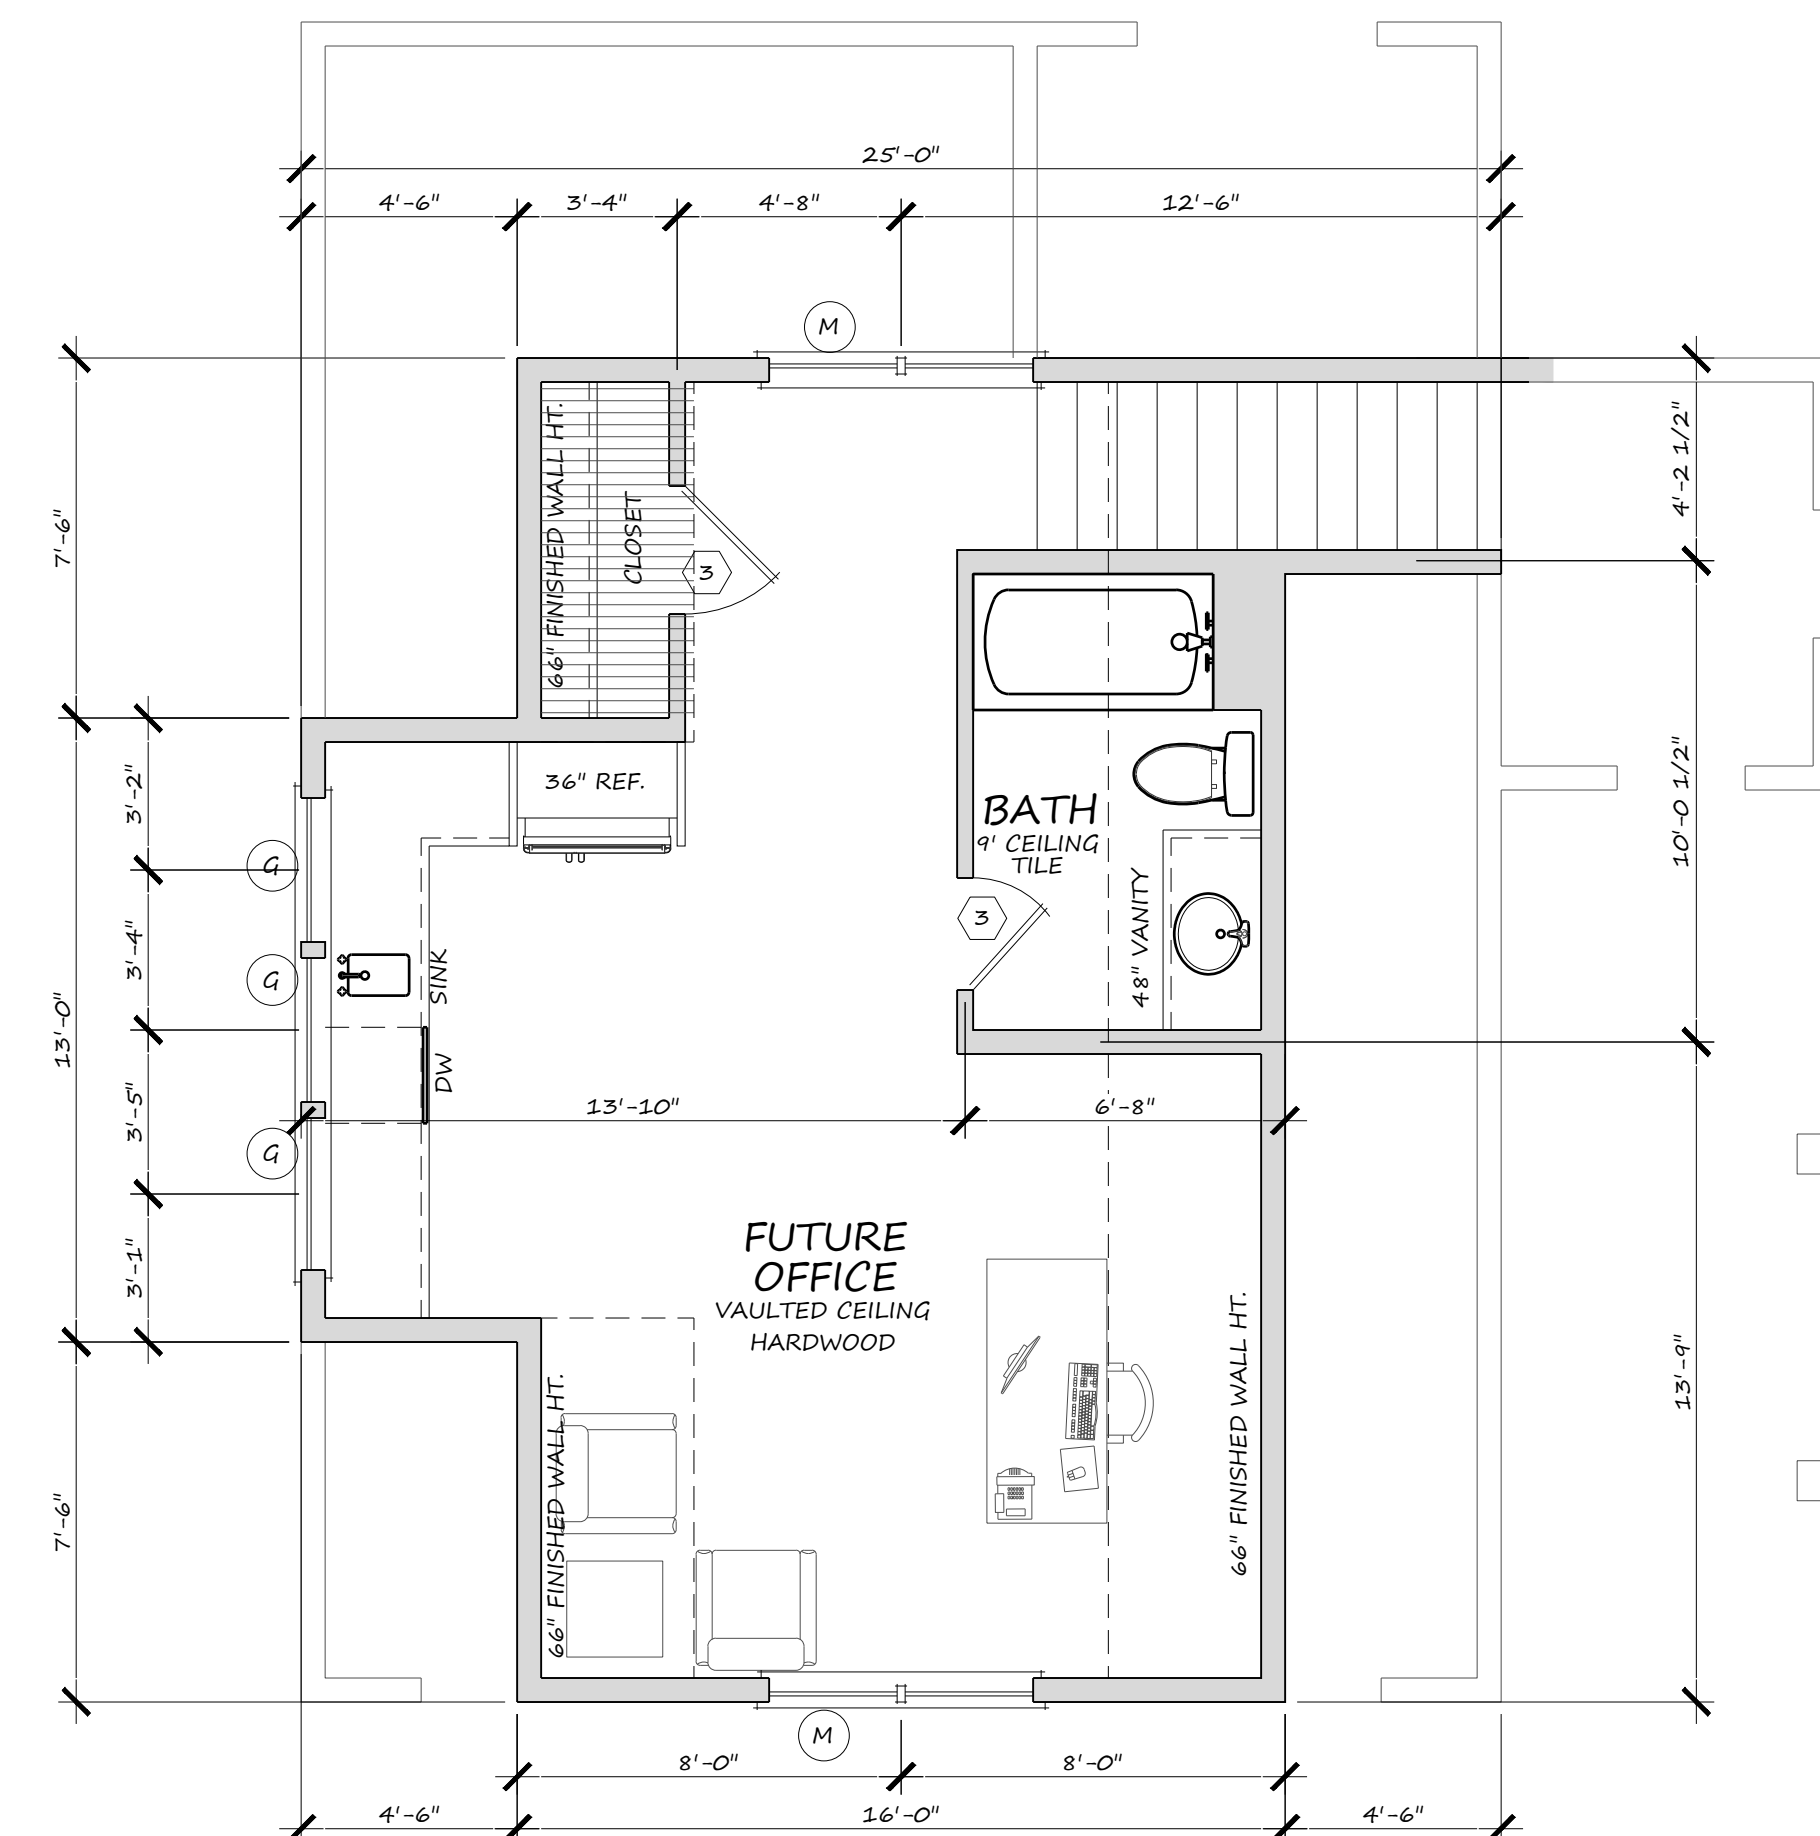 25'-0"
4'-6"
3'-4"
4'-8"
12'-6"
M
7'-6"
66" FINISHED WALL HT.
CLOSET
3
4'-2 1/2"
13'-0"
3'-2"
3'-4"
3'-5"
3'-1"
G
G
G
36" REF.
SINK
DW
BATH
9' CEILING
TILE
3
48" VANITY
10'-0 1/2"
13'-10"
6'-8"
FUTURE
OFFICE
VAULTED CEILING
HARDWOOD
66" FINISHED WALL HT.
66" FINISHED WALL HT.
13'-9"
7'-6"
M
8'-0"
8'-0"
4'-6"
16'-0"
4'-6"